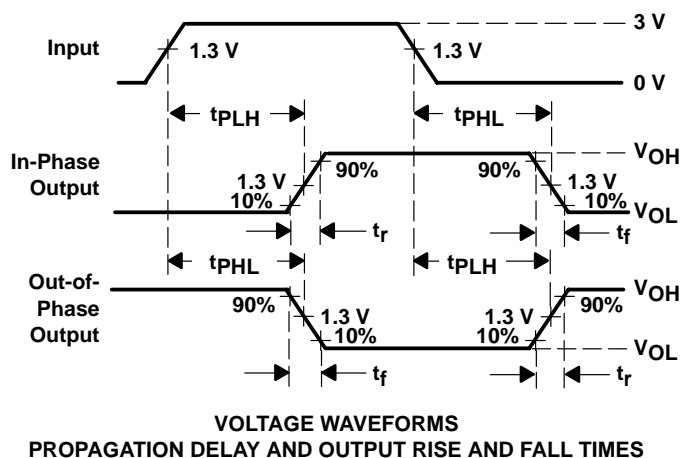 3 V
Input
1.3 V
1.3 V
0 V
tPLH
tPHL
VOH
In-Phase
Output
90%
90%
1.3 V
1.3 V
10%
10%
VOL
tr
tf
tPHL
tPLH
Out-of-
Phase
Output
VOH
90%
90%
1.3 V
1.3 V
10%
10%
VOL
tf
tr
VOLTAGE WAVEFORMS
PROPAGATION DELAY AND OUTPUT RISE AND FALL TIMES